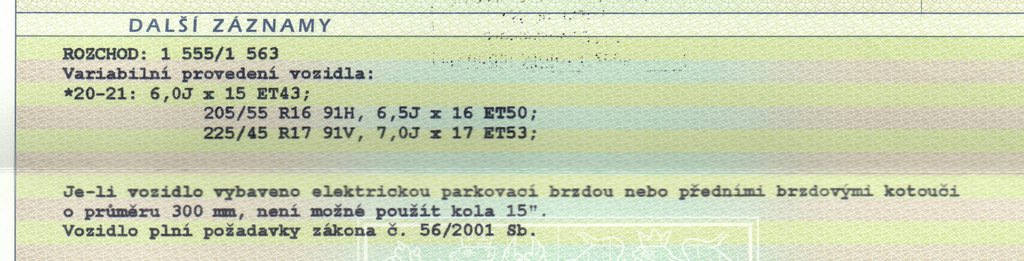 DALŠÍ ZÁZNAMY
ROZCHOD: 1 555/1 563
Variabilní provedení vozidla:
*20-21: 6,0J x 15 ET43;
205/55 R16 91H, 6,5J x 16 ET50;
225/45 R17 91V, 7,0J x 17 ET53;
Je-li vozidlo vybaveno elektrickou parkovací brzdou nebo předními brzdovými kotouči
o průměru 300 mm, není možné použít kola 15".
Vozidlo plní požadavky zákona č. 56/2001 Sb.